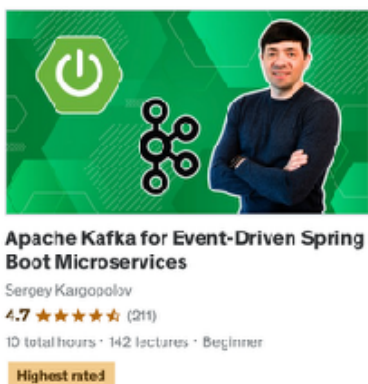 Apache Kafka for Event-Driven Spring
Boot Microservices
Sergey Kargopolov
4.7 (211)
10 total hours · 142 lectures · Beginner
Highest rated